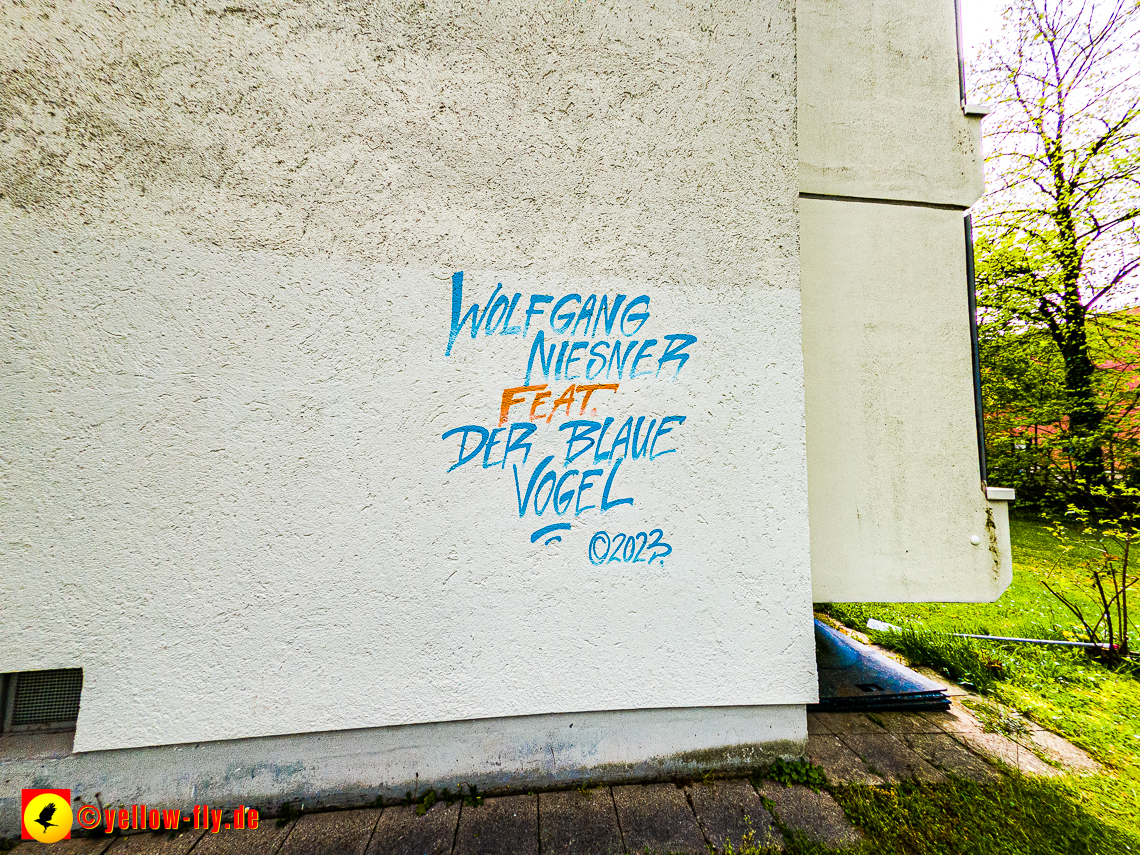 WOLFGANG
NIESNER
FEAT.
DER BLAUE
VOGEL
©2023
©yellow-fly.de